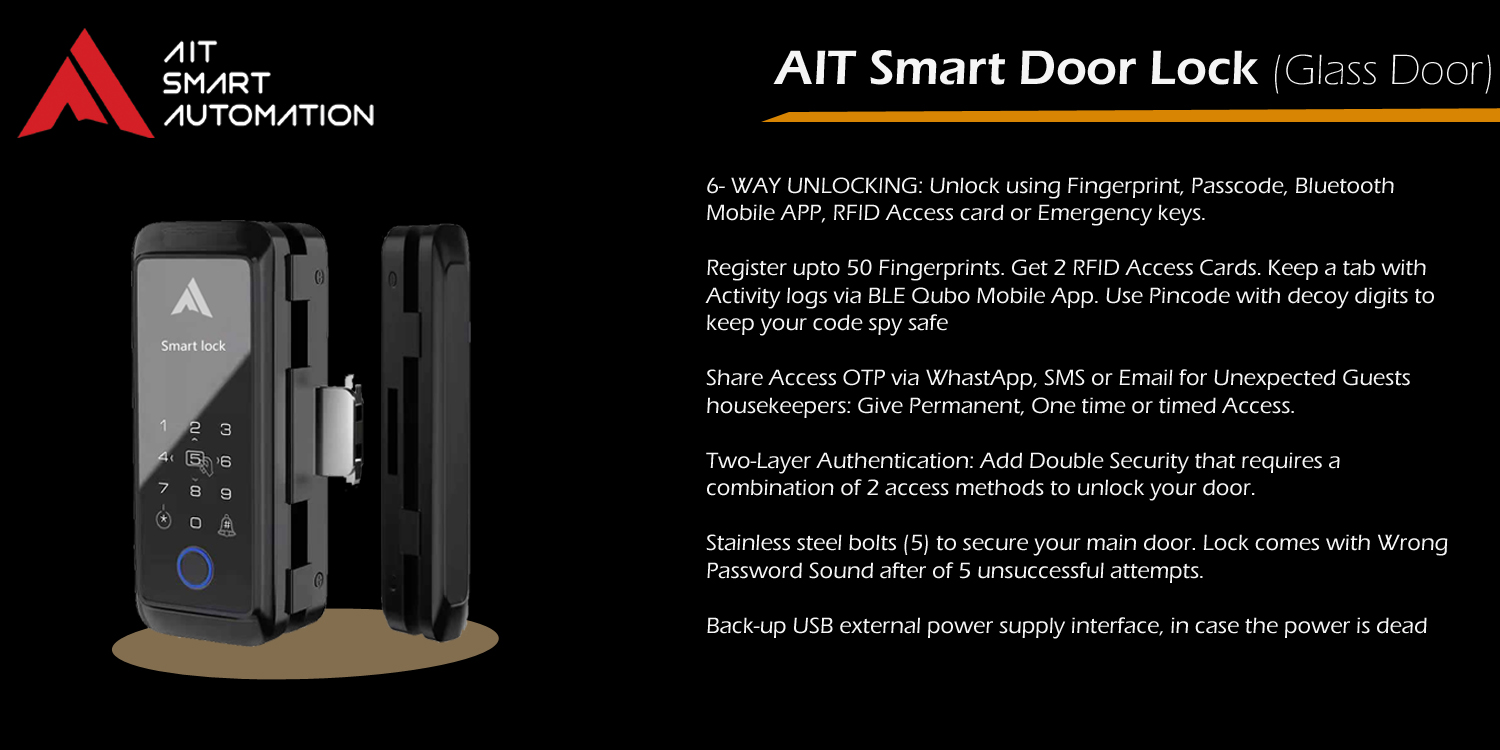 AIT
SMART
AUTOMATION
AIT Smart Door Lock (Glass Door)
6- WAY UNLOCKING: Unlock using Fingerprint, Passcode, Bluetooth
Mobile APP, RFID Access card or Emergency keys.
Register upto 50 Fingerprints. Get 2 RFID Access Cards. Keep a tab with
Activity logs via BLE Qubo Mobile App. Use Pincode with decoy digits to
keep your code spy safe
Share Access OTP via WhastApp, SMS or Email for Unexpected Guests
housekeepers: Give Permanent, One time or timed Access.
Two-Layer Authentication: Add Double Security that requires a
combination of 2 access methods to unlock your door.
Stainless steel bolts (5) to secure your main door. Lock comes with Wrong
Password Sound after of 5 unsuccessful attempts.
Back-up USB external power supply interface, in case the power is dead
Smart lock
1 2 3
4 5 6
7 8 9
* 0 #